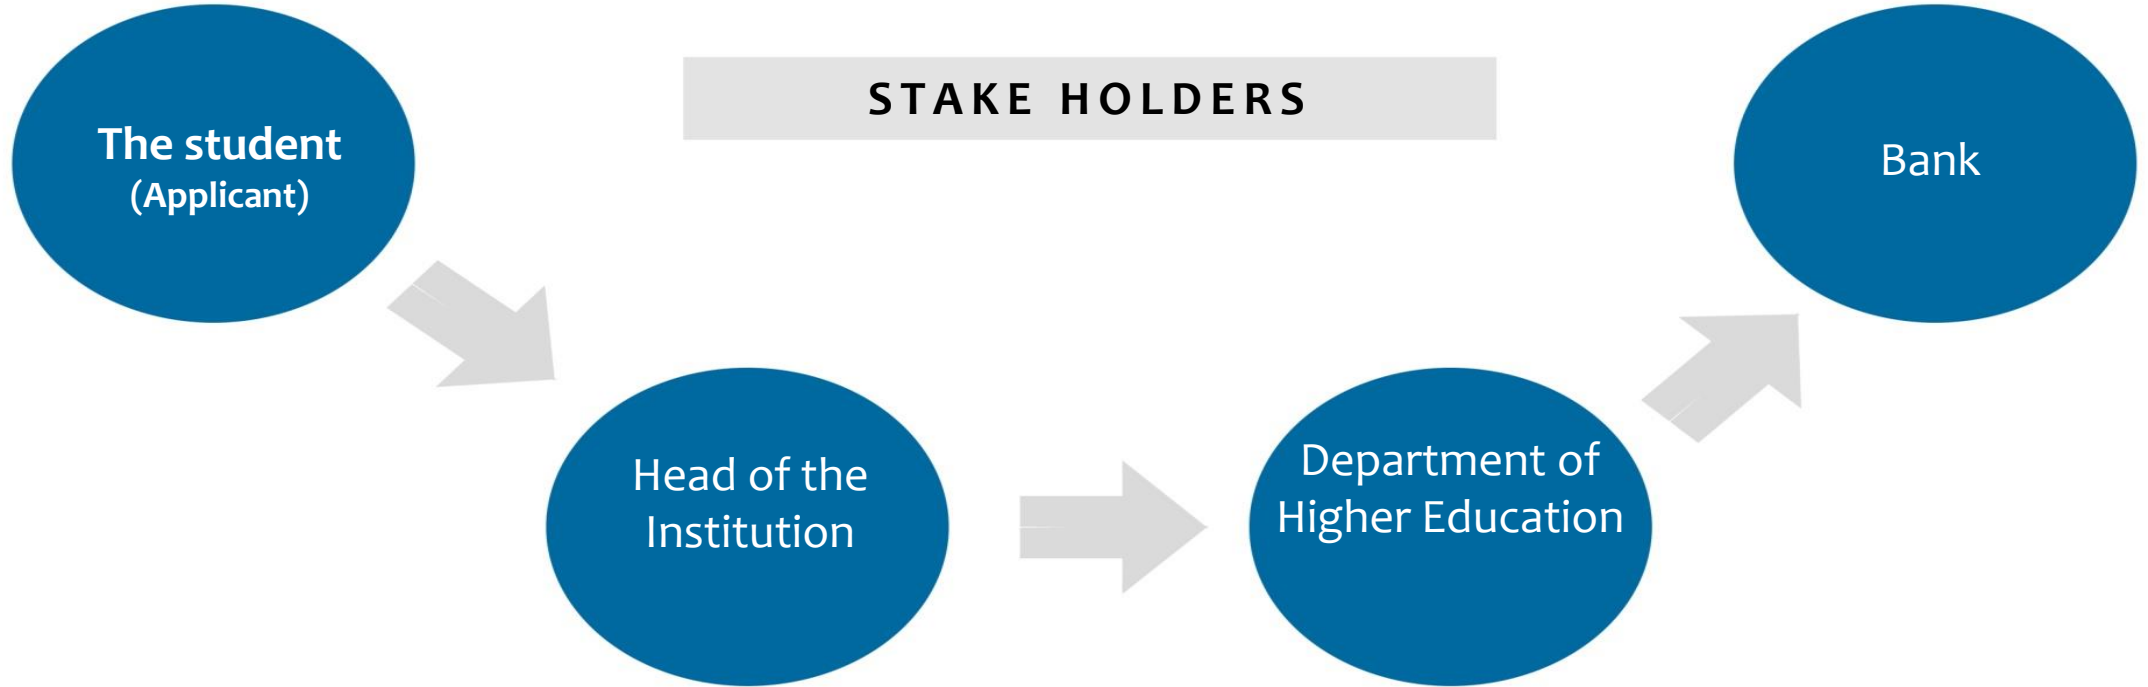 STAKE HOLDERS
The student
(Applicant)
Head of the
Institution
Department of
Higher Education
Bank